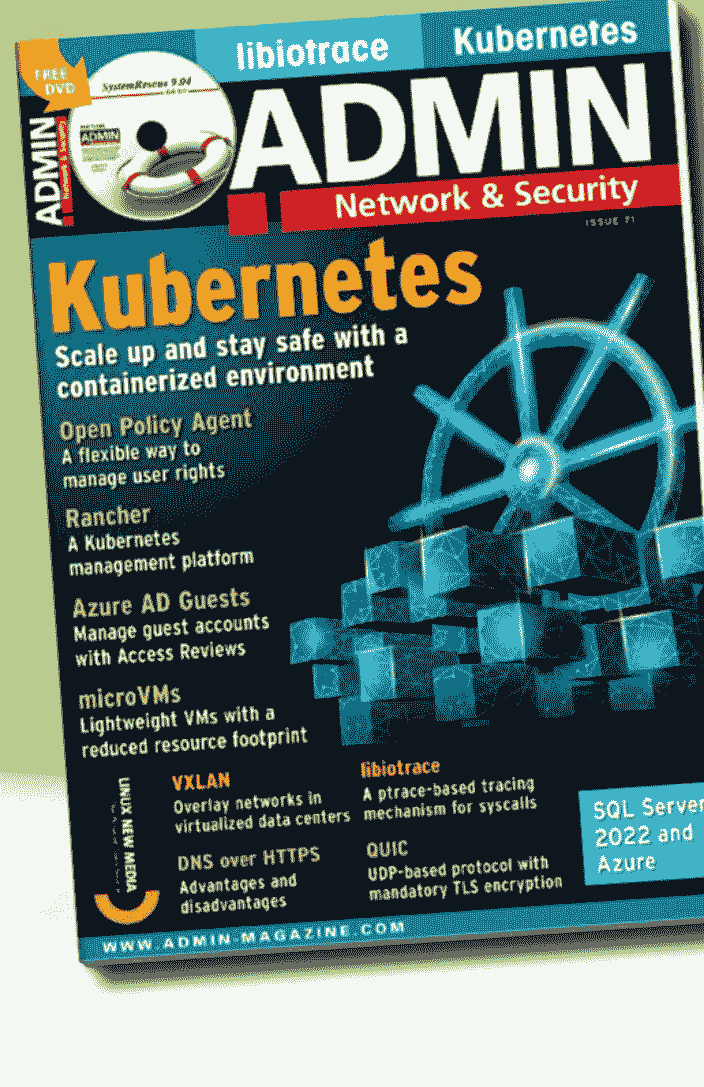 libiotrace
Kubernetes
FREE
DVD
SystemRescue 9.04
ADMIN
ADMIN
Network & Security
ADMIN
Network & Security
ISSUE 71
Kubernetes
Scale up and stay safe with a
containerized environment
Open Policy Agent
A flexible way to
manage user rights
Rancher
A Kubernetes
management platform
Azure AD Guests
Manage guest accounts
with Access Reviews
microVMs
Lightweight VMs with a
reduced resource footprint
LINUX NEW MEDIA
VXLAN
Overlay networks in
virtualized data centers
DNS over HTTPS
Advantages and
disadvantages
libiotrace
A ptrace-based tracing
mechanism for syscalls
QUIC
UDP-based protocol with
mandatory TLS encryption
SQL Server
2022 and
Azure
WWW.ADMIN-MAGAZINE.COM